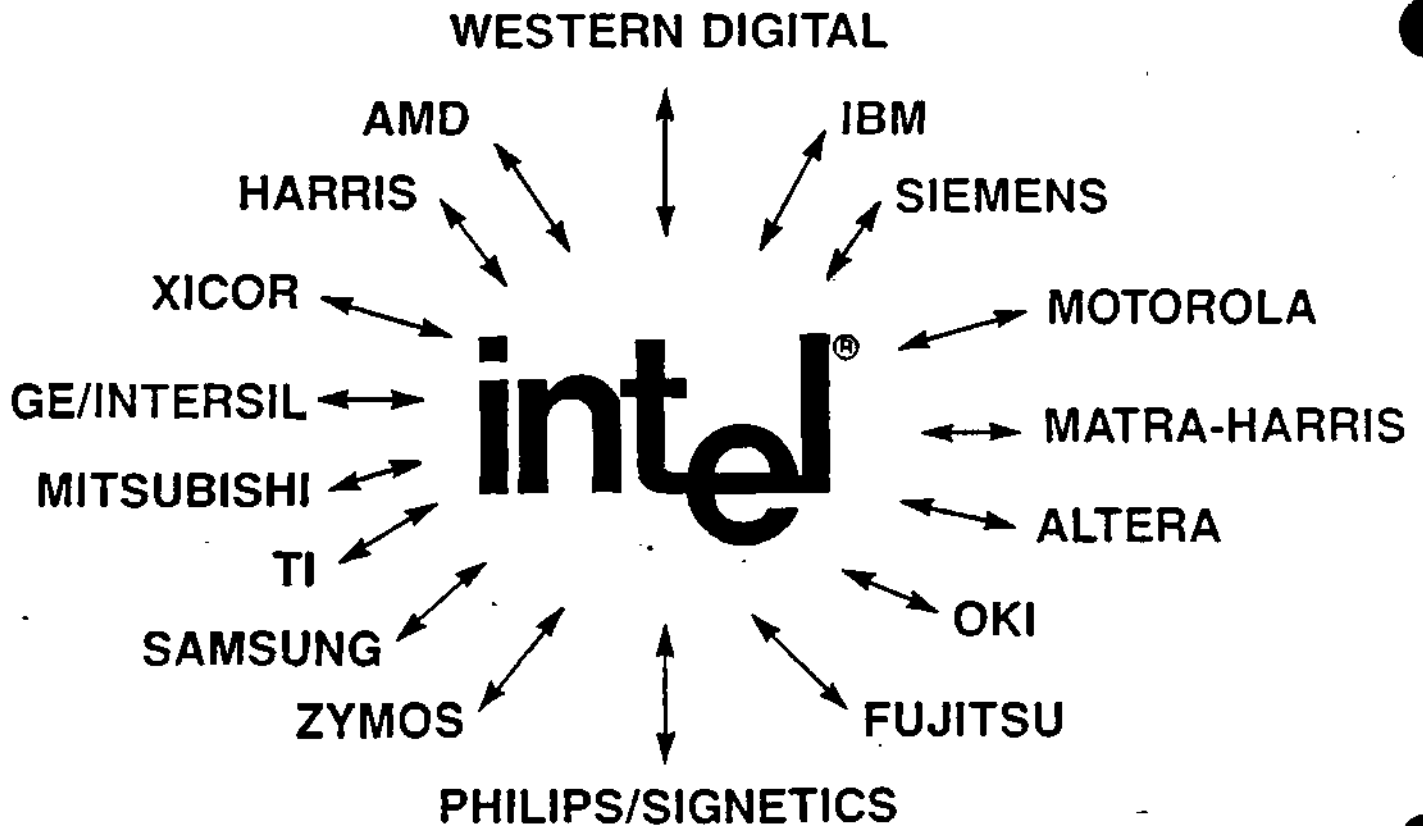 WESTERN DIGITAL
AMD
IBM
HARRIS
SIEMENS
XICOR
MOTOROLA
intel®
GE/INTERSIL
MATRA-HARRIS
MITSUBISHI
ALTERA
TI
OKI
SAMSUNG
ZYMOS
FUJITSU
PHILIPS/SIGNETICS